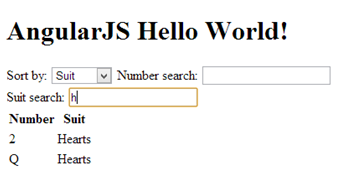 AngularJS Hello World!
Sort by: Suit Number search:
Suit search: h
Number Suit
2 Hearts
Q Hearts